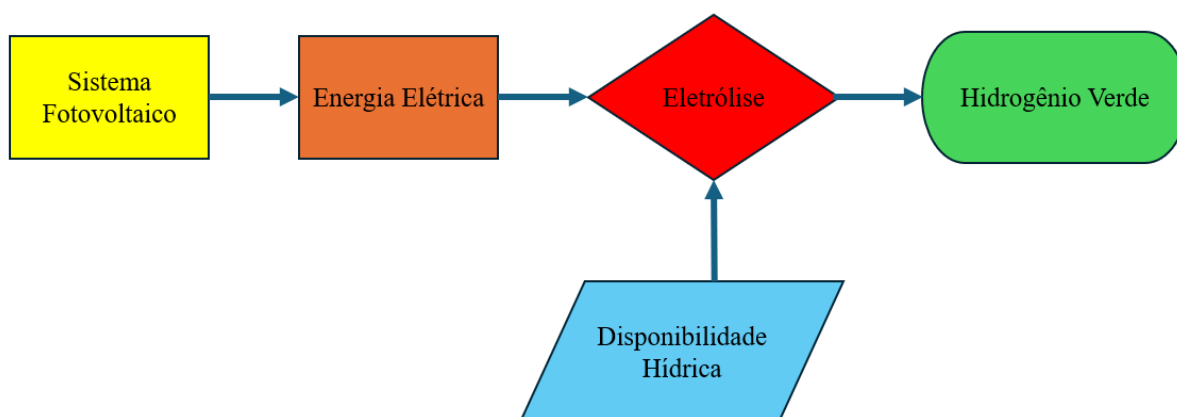 Sistema
Fotovoltaico
Energia Elétrica
Eletrólise
Hidrogênio Verde
Disponibilidade
Hídrica